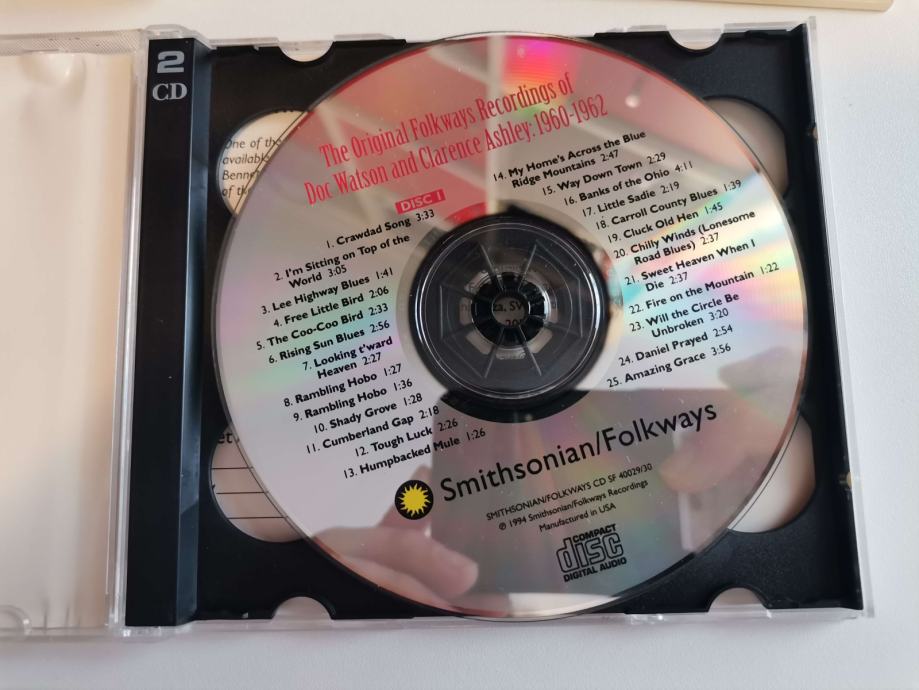 2
CD
One of the
available
of the
The Original Folkways Recordings of
Doc Watson and Clarence Ashley: 1960-1962
DISC I
1. Crawdad Song 3:33
2. I'm Sitting on Top of the
World 3:05
3. Lee Highway Blues 1:41
4. Free Little Bird 2:06
5. The Coo-Coo Bird 2:33
6. Rising Sun Blues 2:56
7. Looking t'ward
Heaven 2:27
8. Rambling Hobo 1:27
9. Rambling Hobo 1:36
10. Shady Grove 1:28
11. Cumberland Gap 2:18
12. Tough Luck 2:26
13. Humpbacked Mule 1:26
14. My Home's Across the Blue
Ridge Mountains 2:47
15. Way Down Town 2:29
16. Banks of the Ohio 4:11
17. Little Sadie 2:19
18. Carroll County Blues 1:39
19. Cluck Old Hen 1:45
20. Chilly Winds (Lonesome
Road Blues) 2:37
21. Sweet Heaven When I
Die 2:37
22. Fire on the Mountain 1:22
23. Will the Circle Be
Unbroken 3:20
24. Daniel Prayed 2:54
25. Amazing Grace 3:56
Smithsonian/Folkways
SMITHSONIAN/FOLKWAYS CD SF 40029/30
℗ 1994 Smithsonian/Folkways Recordings
Manufactured in USA
COMPACT
disc
DIGITAL AUDIO